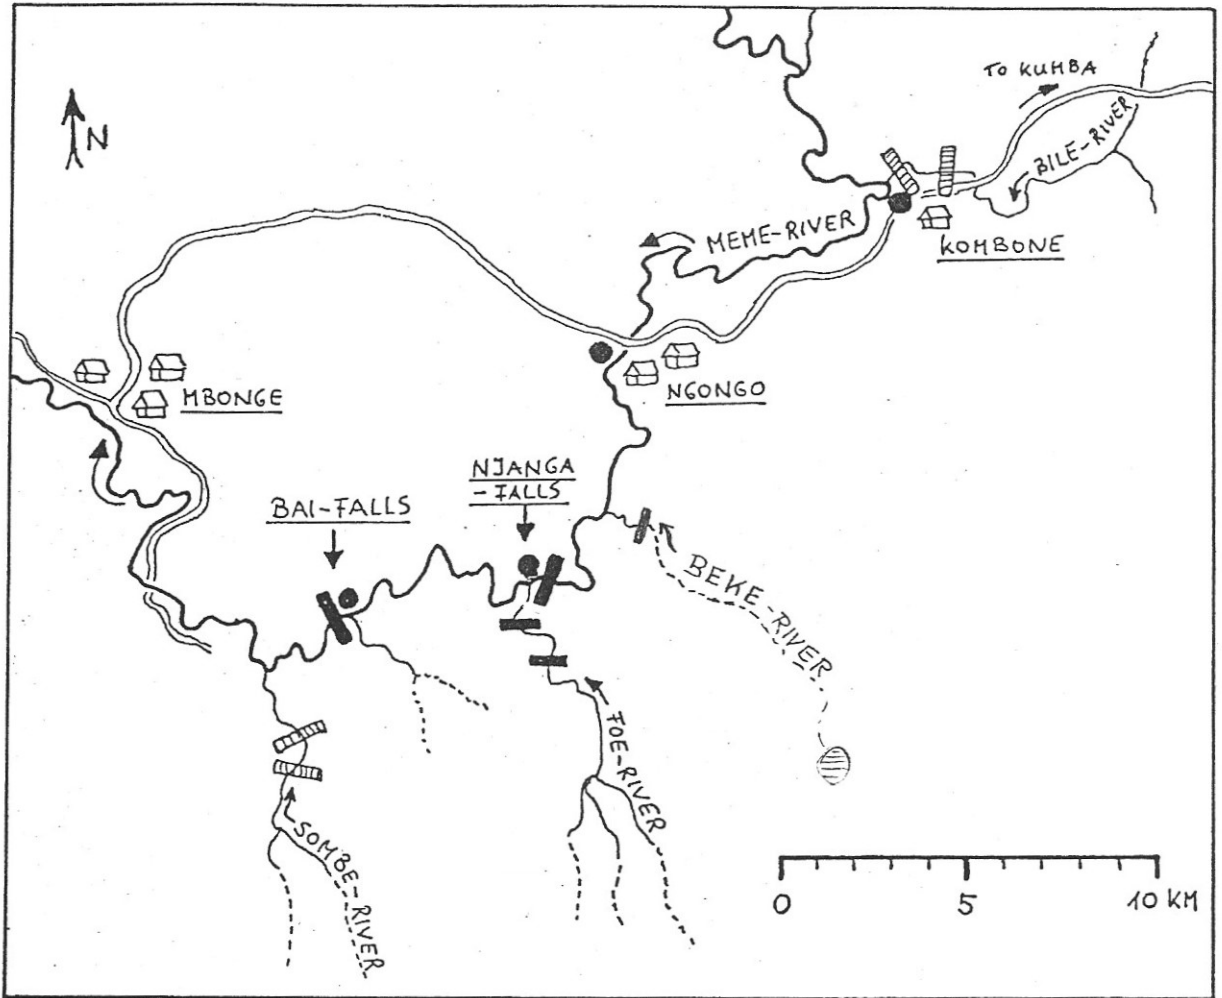 TO KUMBA
N
BILE-RIVER
MEME-RIVER
KOMBONE
MBONGE
NGONGO
NJANGA
-FALLS
BAI-FALLS
BEKE-RIVER
FOE-RIVER
SOMBE-RIVER
0 5 10 KM